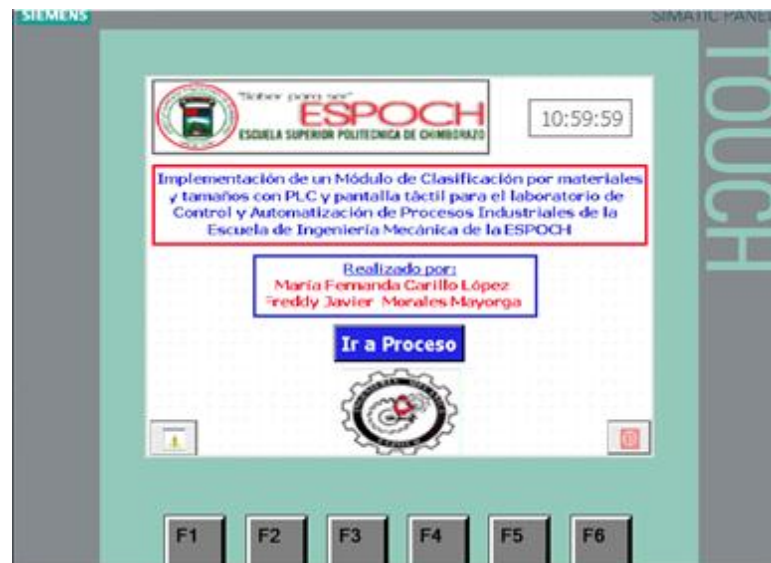 SIEMENS
SIMATIC PANEL
TOUCH
"Saber para ser"
ESPOCH
ESCUELA SUPERIOR POLITECNICA DE CHIMBORAZO
10:59:59
Implementación de un Módulo de Clasificación por materiales
y tamaños con PLC y pantalla táctil para el laboratorio de
Control y Automatización de Procesos Industriales de la
Escuela de Ingeniería Mecánica de la ESPOCH
Realizado por:
María Fernanda Carillo López
Freddy Javier Morales Mayorga
Ir a Proceso
F1 F2 F3 F4 F5 F6